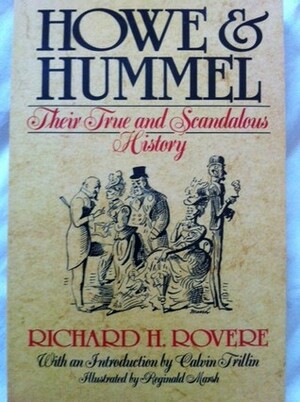 HOWE &
HUMMEL
Their True and Scandalous
History
RICHARD H. ROVERE
With an Introduction by Calvin Trillin
Illustrated by Reginald Marsh